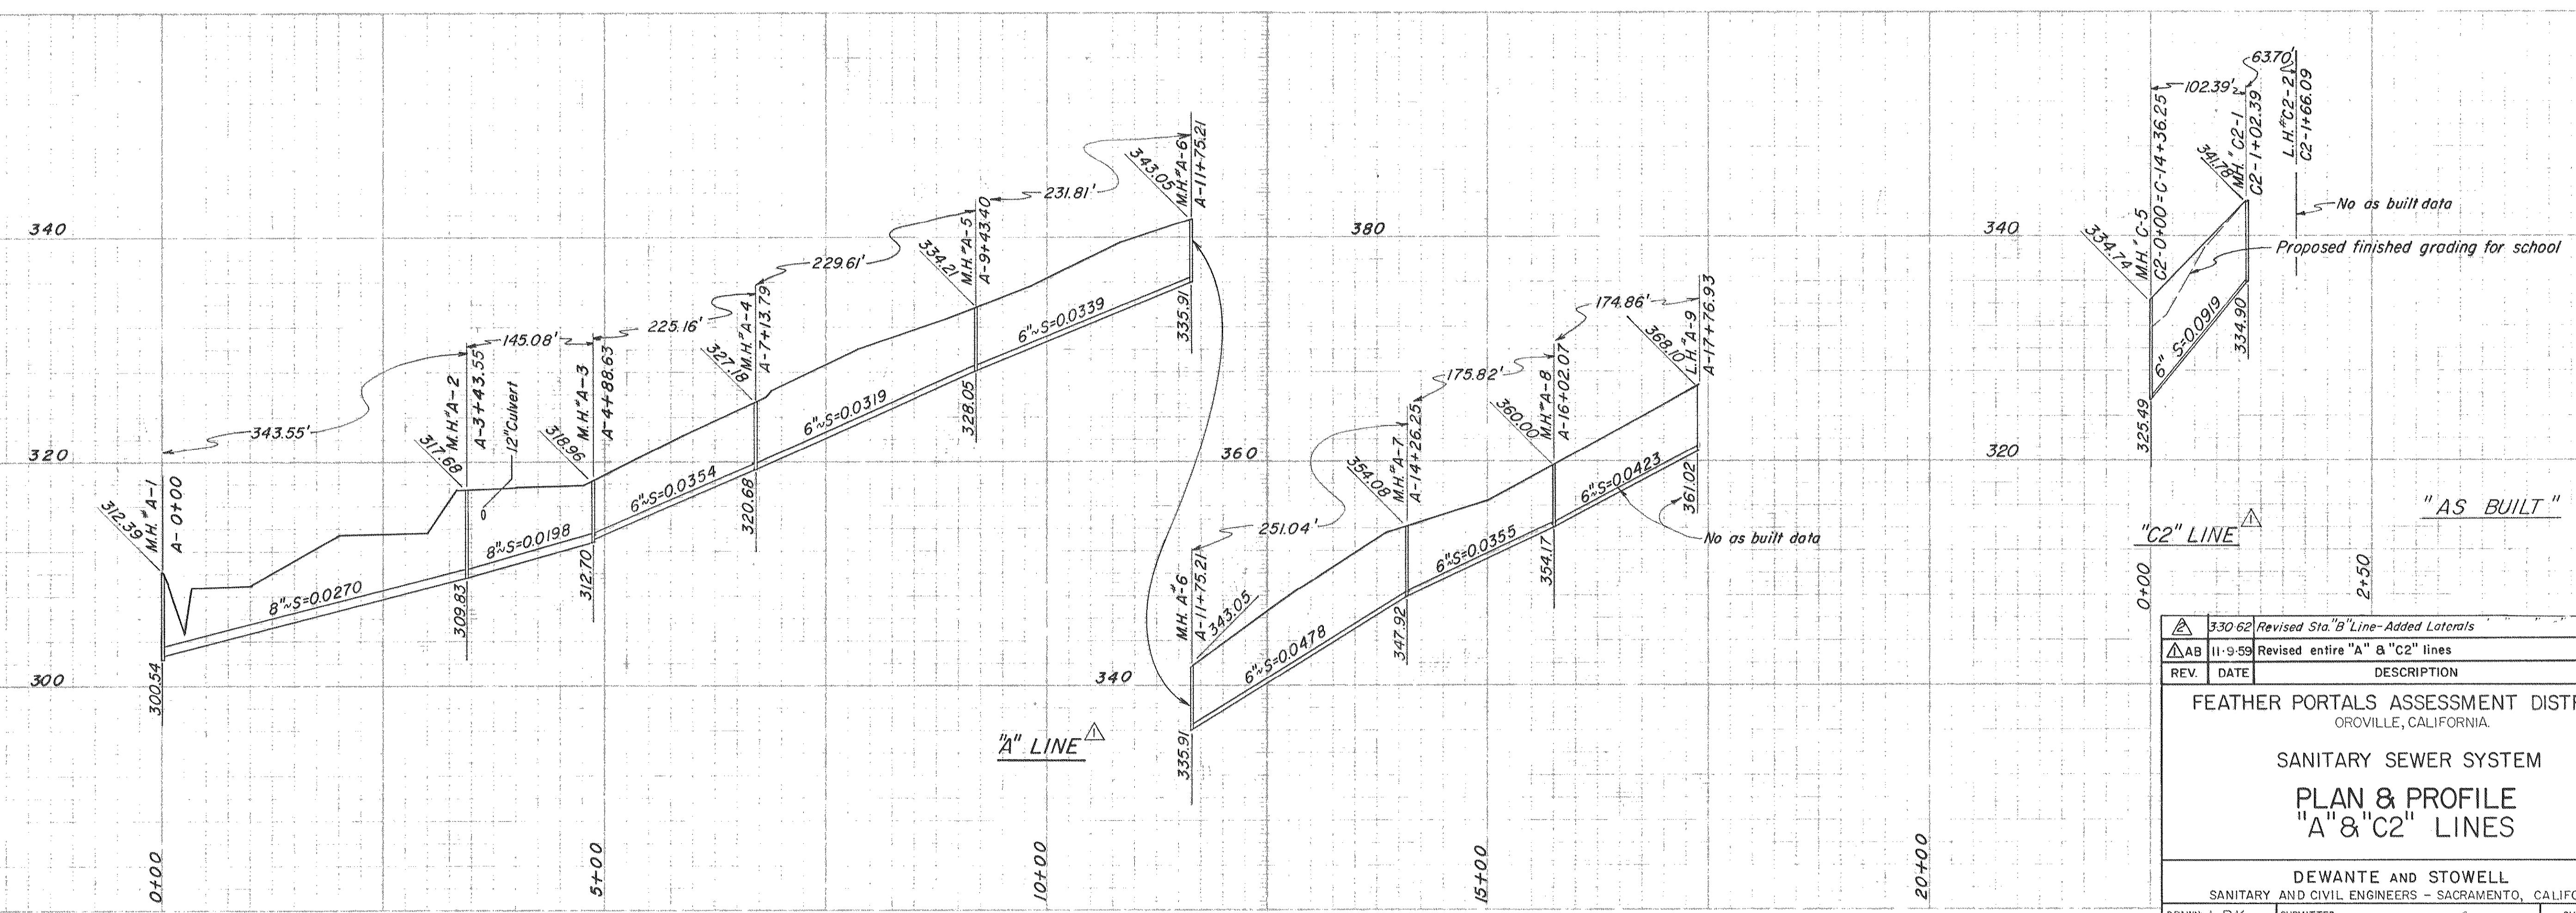 340
320
300
312.39
M.H.#A-1
A-0+00
300.54
343.55'
8"~S=0.0270
317.68
M.H.#A-2
A-3+43.55
309.83
12"Culvert
145.08'
8"~S=0.0198
318.96
M.H.#A-3
A-4+88.63
312.70
225.16'
6"~S=0.0354
327.18
M.H.#A-4
A-7+13.79
320.68
229.61'
6"~S=0.0319
334.21
M.H.#A-5
A-9+43.40
328.05
231.81'
6"~S=0.0339
343.05
M.H.#A-6
A-11+75.21
335.91
380
360
340
M.H. A-6
A-11+75.21
343.05
335.91
251.04'
6"~S=0.0478
354.08
M.H.#A-7
A-14+26.25
347.92
175.82'
6"~S=0.0355
360.00
M.H.#A-8
A-16+02.07
354.17
174.86'
6"~S=0.0423
368.10
L.H.#A-9
A-17+76.93
361.02
No as built data
"A" LINE
1
0+00
5+00
10+00
15+00
20+00
340
320
334.74
M.H.#C-5
C2-0+00=C-14+36.25
325.49
102.39'
6" S=0.0919
341.78
M.H.#C2-1
C2-1+02.39
334.90
63.70'
L.H.#C2-2
C2-1+66.09
No as built data
Proposed finished grading for school
"C2" LINE
1
"AS BUILT"
0+00
2+50
2 3·30·62 Revised Sta."B"Line-Added Laterals
1 AB 11·9·59 Revised entire "A" & "C2" lines
REV. DATE DESCRIPTION
FEATHER PORTALS ASSESSMENT DISTR
OROVILLE, CALIFORNIA.
SANITARY SEWER SYSTEM
PLAN & PROFILE
"A"&"C2" LINES
DEWANTE AND STOWELL
SANITARY AND CIVIL ENGINEERS - SACRAMENTO, CALIFO